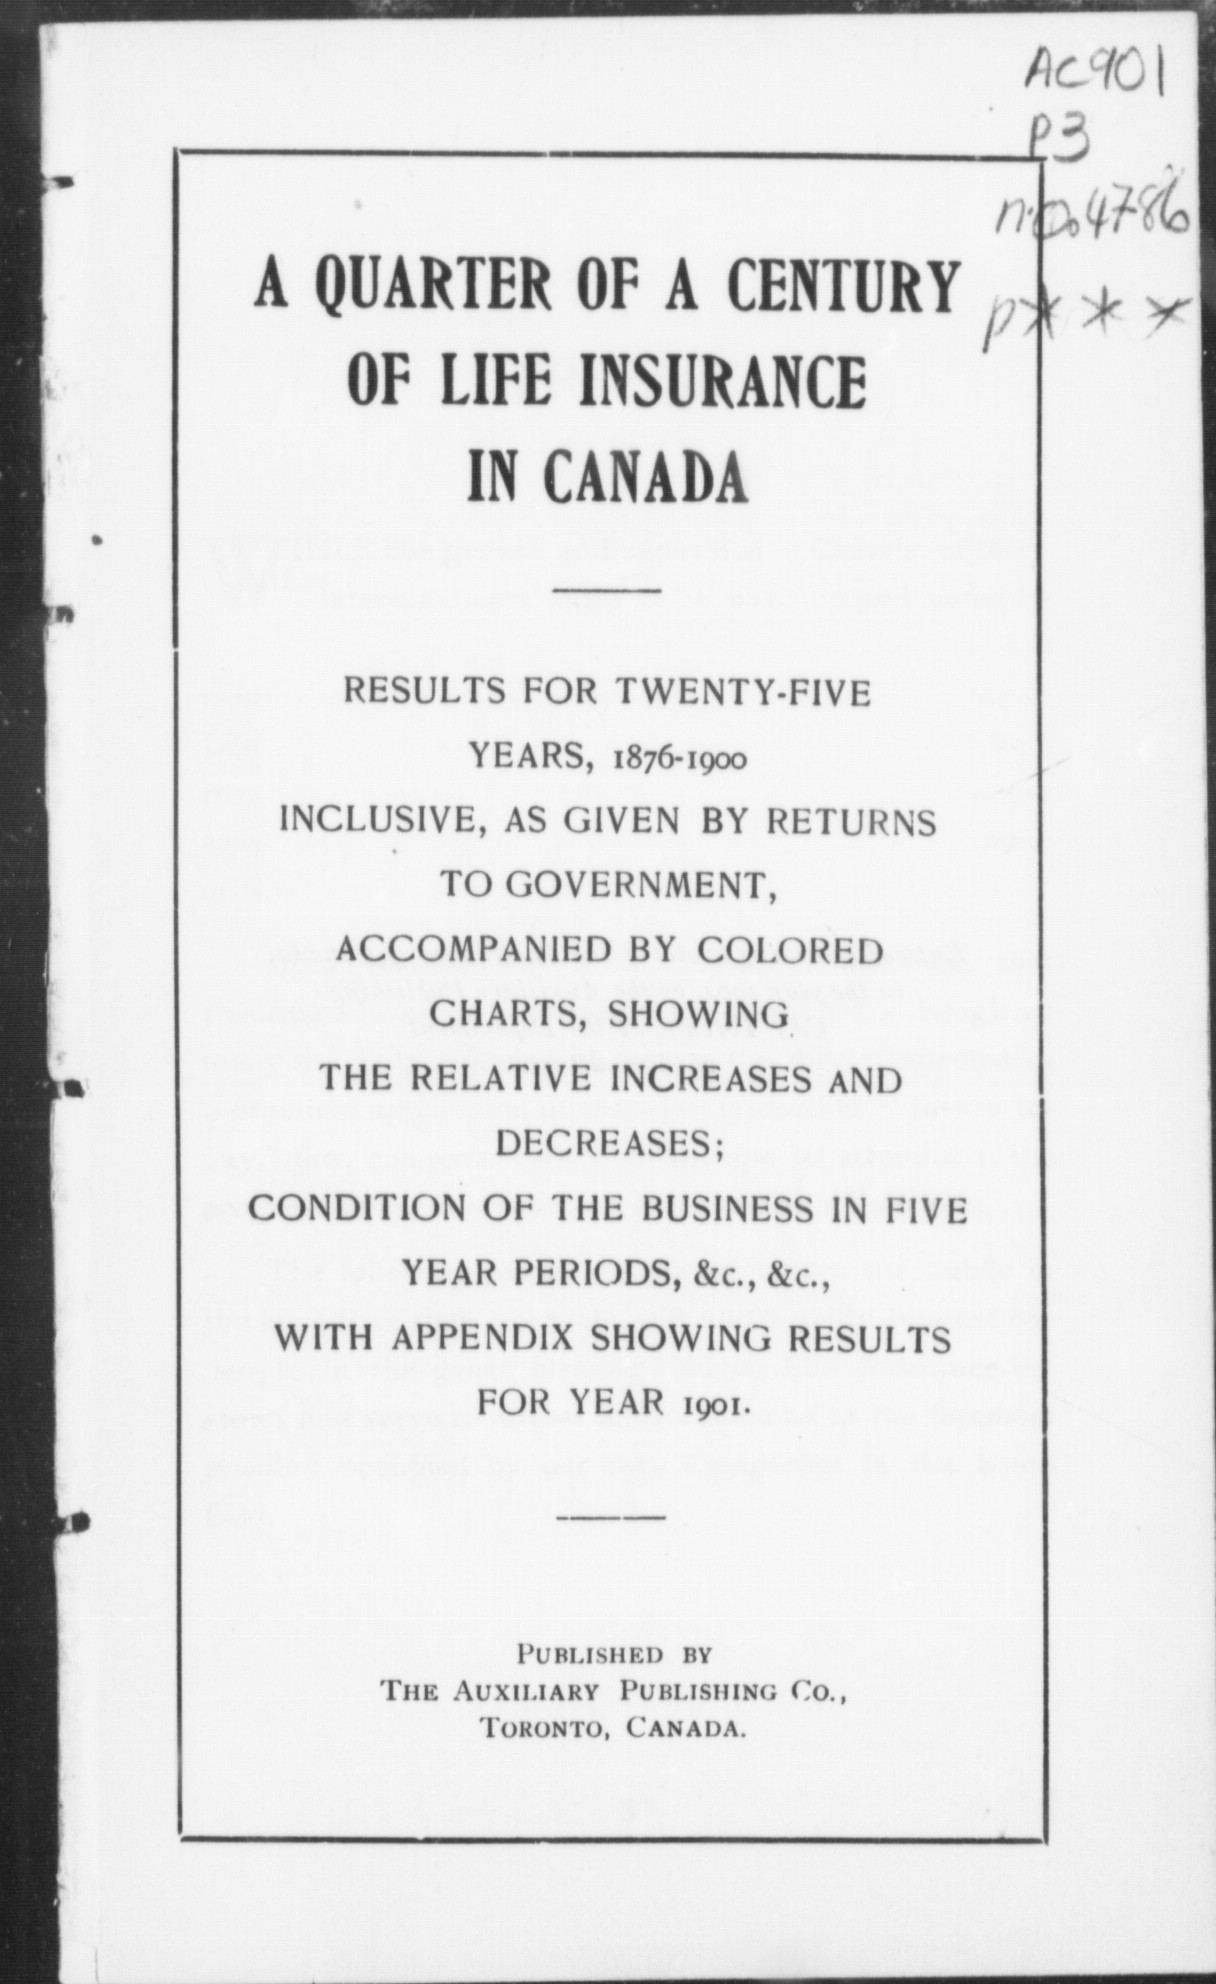 AC901
P3
no. 4786
p***
A QUARTER OF A CENTURY
OF LIFE INSURANCE
IN CANADA
RESULTS FOR TWENTY-FIVE
YEARS, 1876-1900
INCLUSIVE, AS GIVEN BY RETURNS
TO GOVERNMENT,
ACCOMPANIED BY COLORED
CHARTS, SHOWING
THE RELATIVE INCREASES AND
DECREASES;
CONDITION OF THE BUSINESS IN FIVE
YEAR PERIODS, &c., &c.,
WITH APPENDIX SHOWING RESULTS
FOR YEAR 1901.
PUBLISHED BY
THE AUXILIARY PUBLISHING CO.,
TORONTO, CANADA.